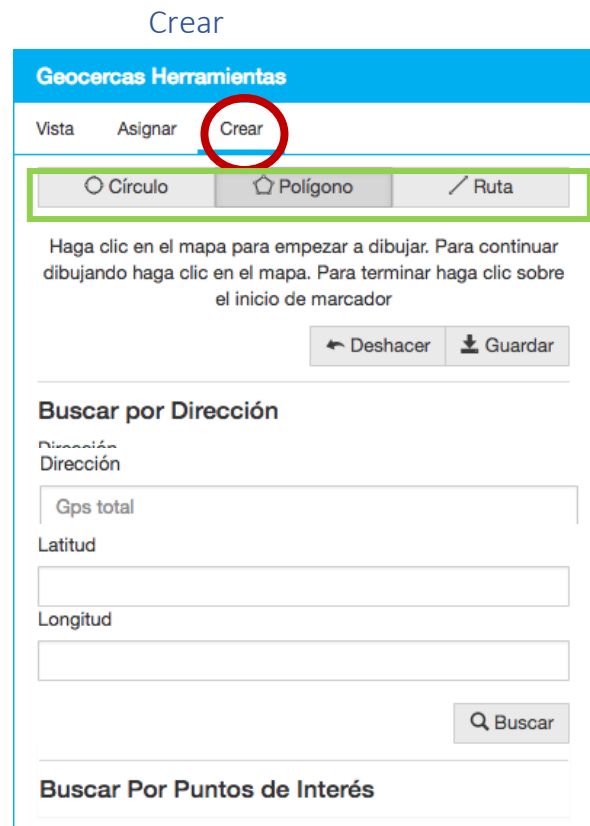 Crear
Geocercas Herramientas
Vista Asignar Crear
Círculo Polígono Ruta
Haga clic en el mapa para empezar a dibujar. Para continuar
dibujando haga clic en el mapa. Para terminar haga clic sobre
el inicio de marcador
Deshacer Guardar
Buscar por Dirección
Dirección
Dirección
Gps total
Latitud
Longitud
Buscar
Buscar Por Puntos de Interés